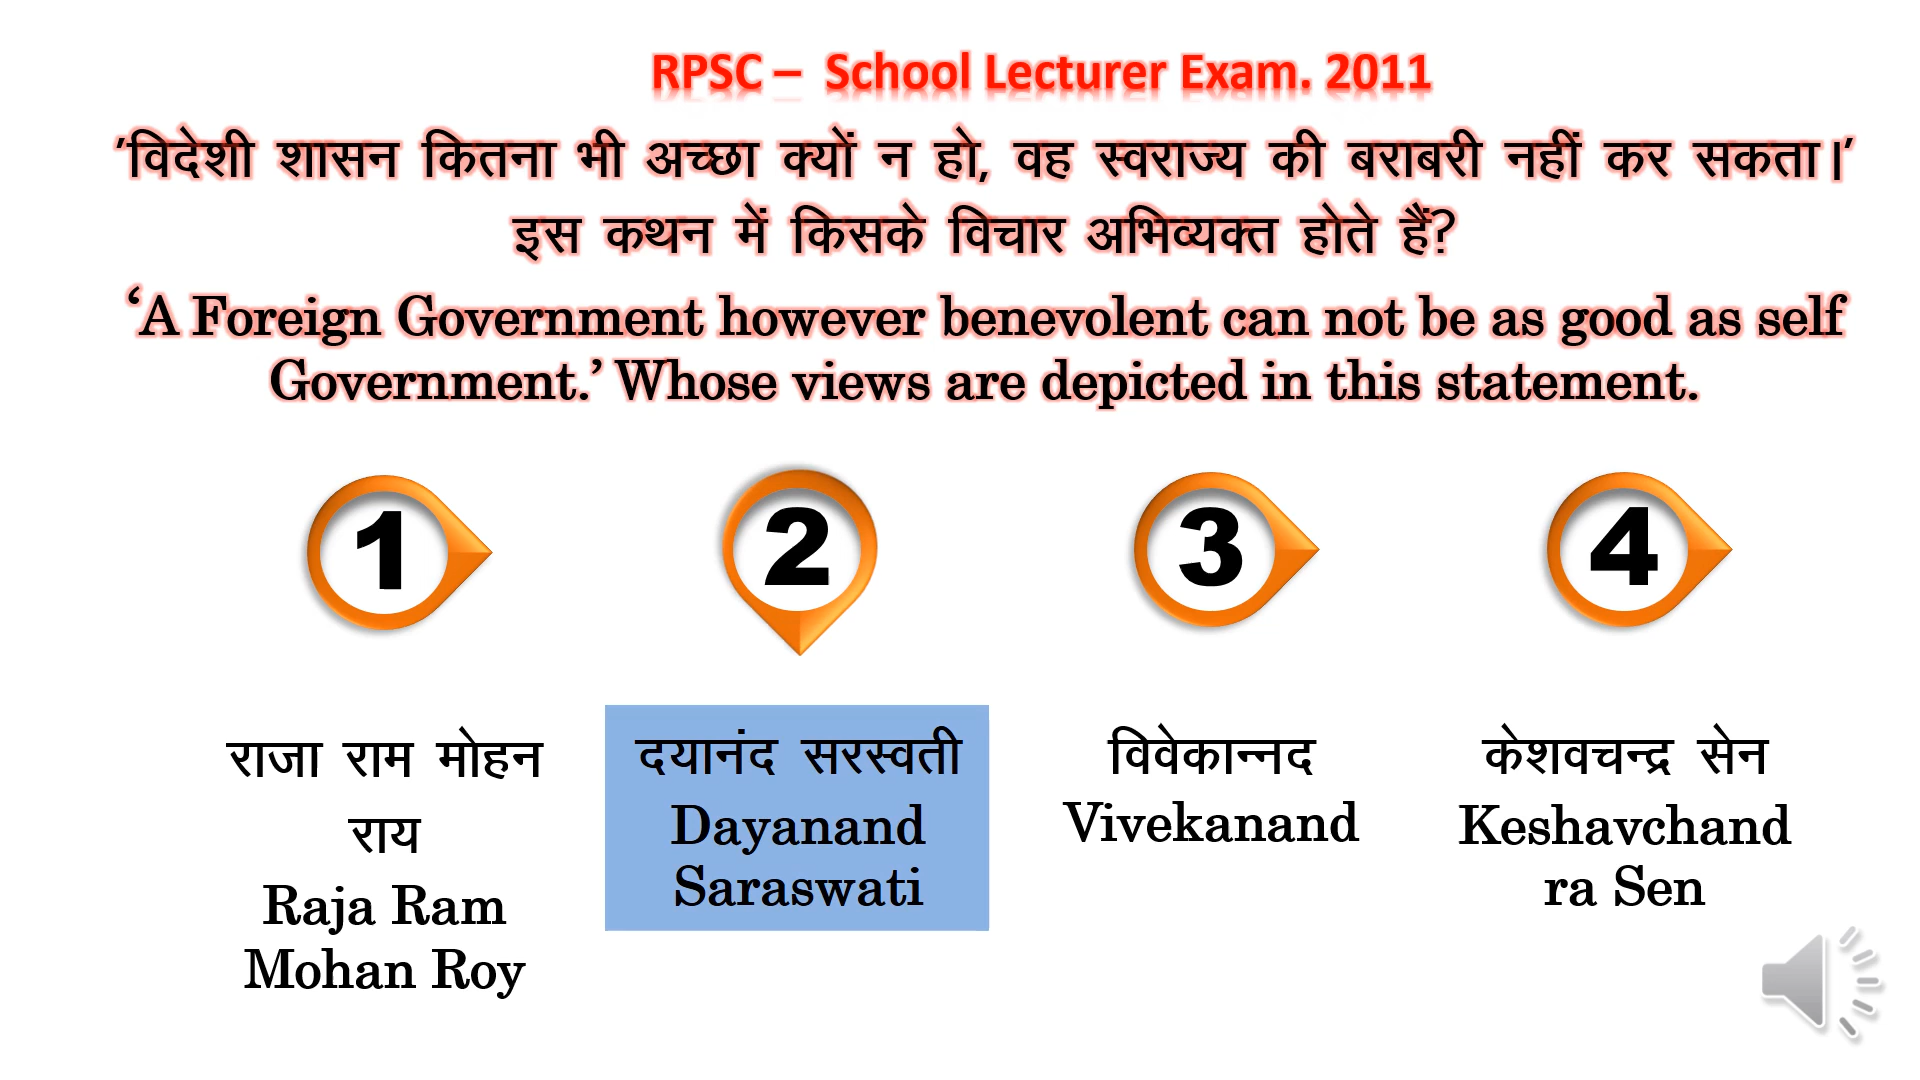 RPSC – School Lecturer Exam. 2011
'विदेशी शासन कितना भी अच्छा क्यों न हो, वह स्वराज्य की बराबरी नहीं कर सकता।'
इस कथन में किसके विचार अभिव्यक्त होते हैं?
‘A Foreign Government however benevolent can not be as good as self
Government.’ Whose views are depicted in this statement.
1
2
3
4
राजा राम मोहन
राय
Raja Ram
Mohan Roy
दयानंद सरस्वती
Dayanand
Saraswati
विवेकान्नद
Vivekanand
केशवचन्द्र सेन
Keshavchand
ra Sen